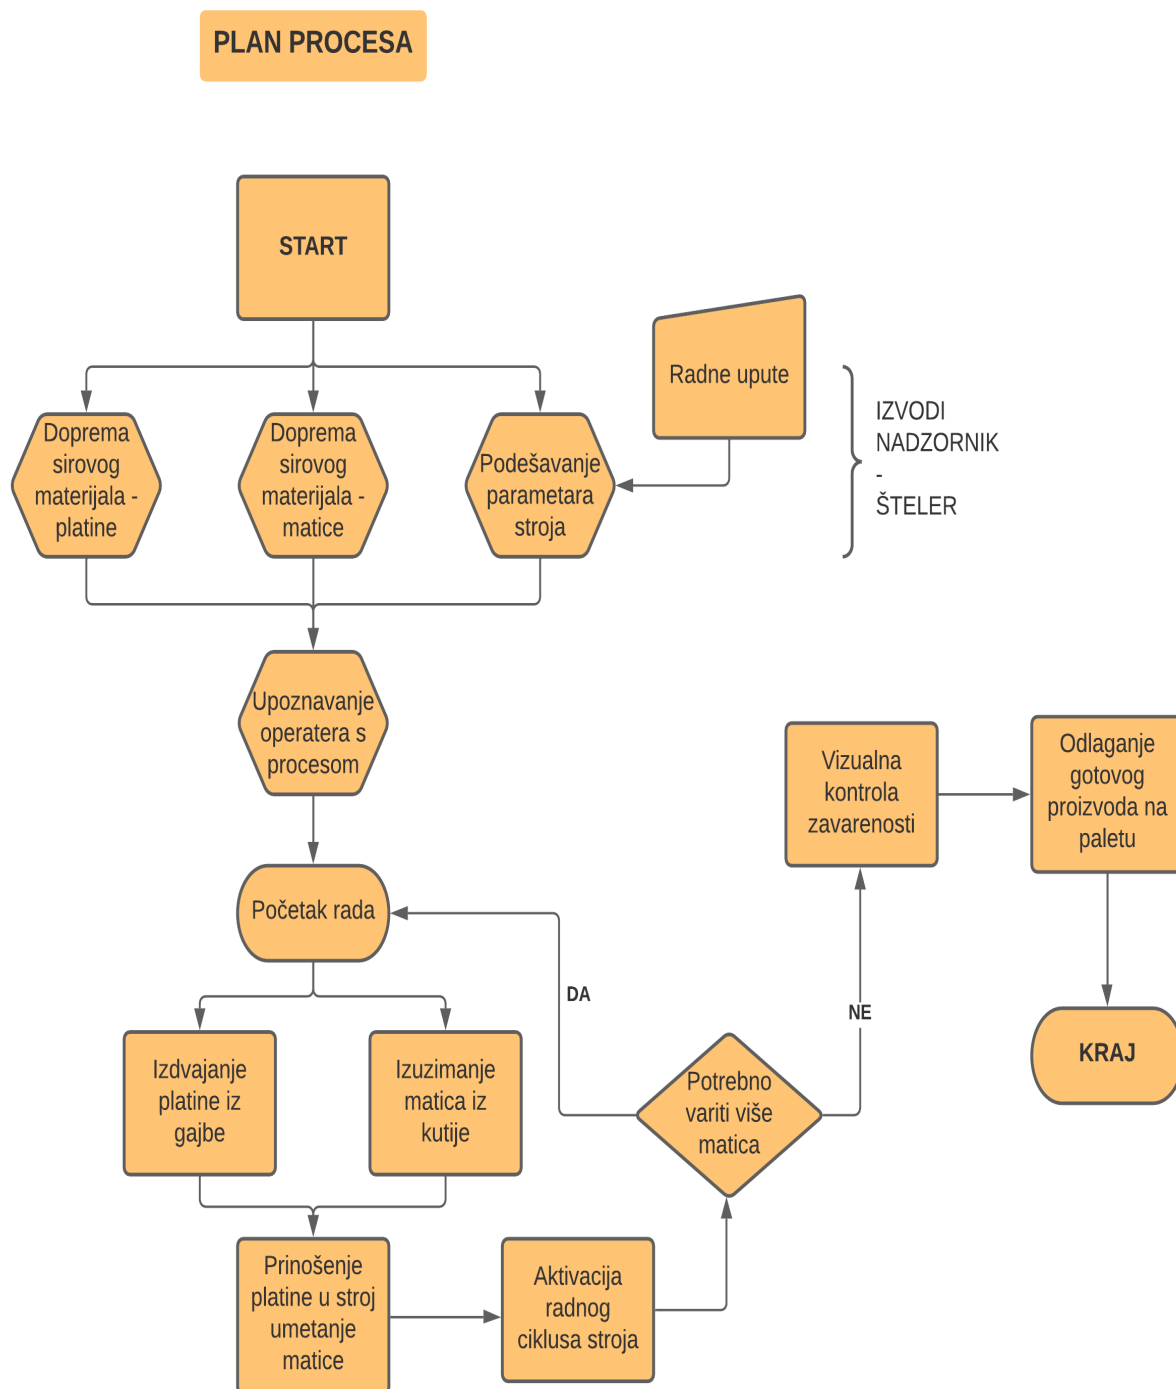 PLAN PROCESA
START
Radne upute
IZVODI
NADZORNIK
-
ŠTELER
Doprema
sirovog
materijala -
platine
Doprema
sirovog
materijala -
matice
Podešavanje
parametara
stroja
Upoznavanje
operatera s
procesom
Početak rada
Izdvajanje
platine iz
gajbe
Izuzimanje
matica iz
kutije
Prinošenje
platine u stroj
umetanje
matice
Aktivacija
radnog
ciklusa stroja
Potrebno
variti više
matica
DA
NE
Vizualna
kontrola
zavarenosti
Odlaganje
gotovog
proizvoda na
paletu
KRAJ